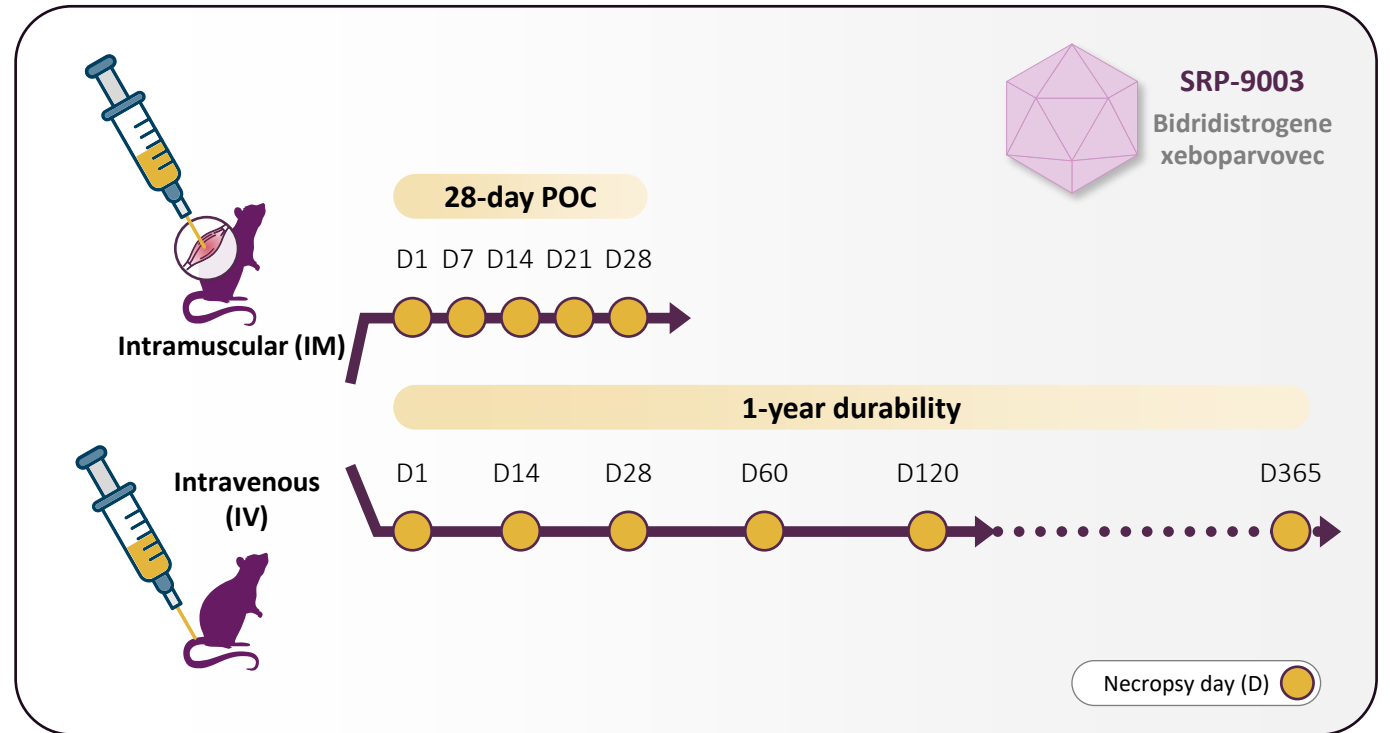 SRP-9003
Bidridistrogene
xeboparvovec
28-day POC
D1 D7 D14 D21 D28
Intramuscular (IM)
1-year durability
Intravenous
(IV)
D1 D14 D28 D60 D120 D365
Necropsy day (D)